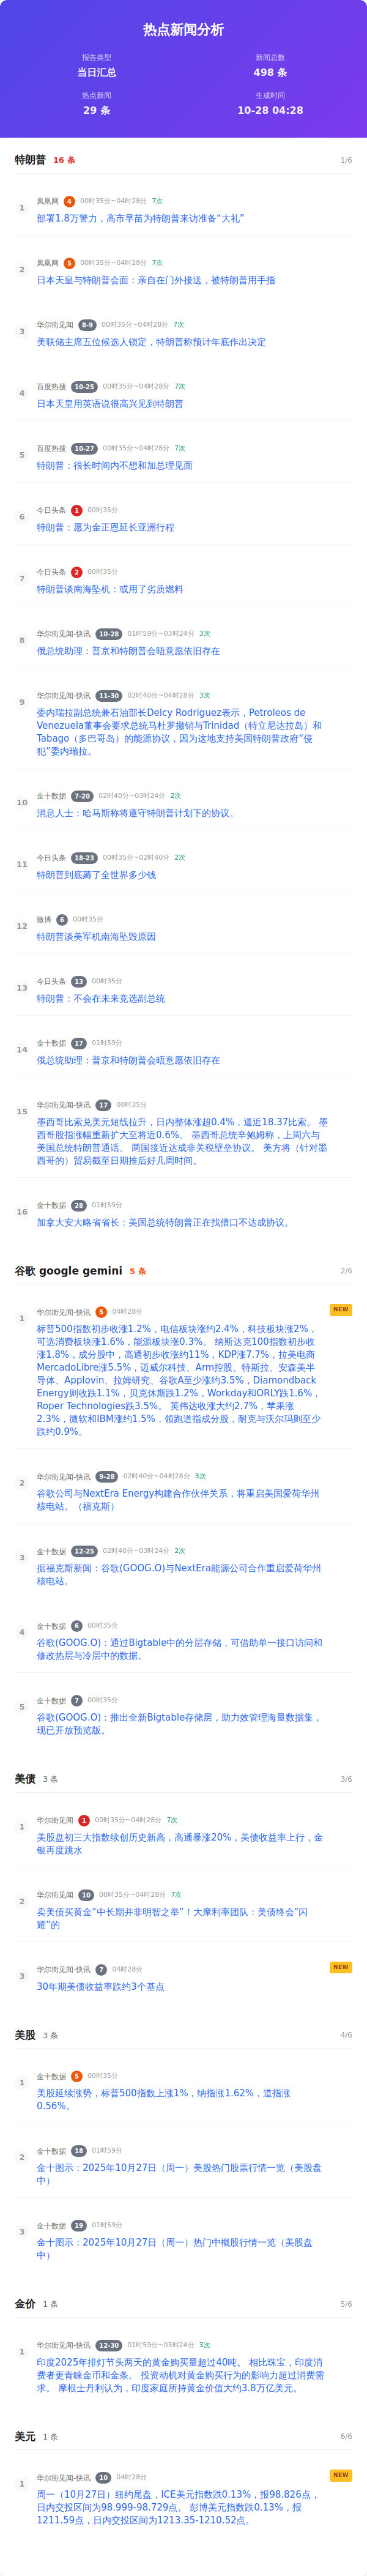 热点新闻分析
报告类型
当日汇总
新闻总数
498 条
热点新闻
29 条
生成时间
10-28 04:28
特朗普 16 条 1/6
1
凤凰网 4 00时35分~04时28分 7次
部署1.8万警力，高市早苗为特朗普来访准备“大礼”
2
凤凰网 5 00时35分~04时28分 7次
日本天皇与特朗普会面：亲自在门外接送，被特朗普用手指
3
华尔街见闻 8-9 00时35分~04时28分 7次
美联储主席五位候选人锁定，特朗普称预计年底作出决定
4
百度热搜 10-25 00时35分~04时28分 7次
日本天皇用英语说很高兴见到特朗普
5
百度热搜 10-27 00时35分~04时28分 7次
特朗普：很长时间内不想和加总理见面
6
今日头条 1 00时35分
特朗普：愿为金正恩延长亚洲行程
7
今日头条 2 00时35分
特朗普谈南海坠机：或用了劣质燃料
8
华尔街见闻-快讯 10-28 01时59分~03时24分 3次
俄总统助理：普京和特朗普会晤意愿依旧存在
9
华尔街见闻-快讯 11-30 02时40分~04时28分 3次
委内瑞拉副总统兼石油部长Delcy Rodriguez表示，Petroleos de
Venezuela董事会要求总统马杜罗撤销与Trinidad（特立尼达拉岛）和
Tabago（多巴哥岛）的能源协议，因为这地方支持美国特朗普政府“侵
犯”委内瑞拉。
10
金十数据 7-20 02时40分~03时24分 2次
消息人士：哈马斯称将遵守特朗普计划下的协议。
11
今日头条 18-23 00时35分~02时40分 2次
特朗普到底薅了全世界多少钱
12
微博 6 00时35分
特朗普谈美军机南海坠毁原因
13
今日头条 13 00时35分
特朗普：不会在未来竞选副总统
14
金十数据 17 01时59分
俄总统助理：普京和特朗普会晤意愿依旧存在
15
华尔街见闻-快讯 17 00时35分
墨西哥比索兑美元短线拉升，日内整体涨超0.4%，逼近18.37比索。 墨
西哥股指涨幅重新扩大至将近0.6%。 墨西哥总统辛鲍姆称，上周六与
美国总统特朗普通话。 两国接近达成非关税壁垒协议。 美方将（针对墨
西哥的）贸易截至日期推后好几周时间。
16
金十数据 28 01时59分
加拿大安大略省省长：美国总统特朗普正在找借口不达成协议。
谷歌 google gemini 5 条 2/6
1
华尔街见闻-快讯 5 04时28分 NEW
标普500指数初步收涨1.2%，电信板块涨约2.4%，科技板块涨2%，
可选消费板块涨1.6%，能源板块涨0.3%。 纳斯达克100指数初步收
涨1.8%，成分股中，高通初步收涨约11%，KDP涨7.7%，拉美电商
MercadoLibre涨5.5%，迈威尔科技、Arm控股、特斯拉、安森美半
导体、Applovin、拉姆研究、谷歌A至少涨约3.5%，Diamondback
Energy则收跌1.1%，贝克休斯跌1.2%，Workday和ORLY跌1.6%，
Roper Technologies跌3.5%。 英伟达收涨大约2.7%，苹果涨
2.3%，微软和IBM涨约1.5%，领跑道指成分股，耐克与沃尔玛则至少
跌约0.9%。
2
华尔街见闻-快讯 9-28 02时40分~04时28分 3次
谷歌公司与NextEra Energy构建合作伙伴关系，将重启美国爱荷华州
核电站。（福克斯）
3
金十数据 12-25 02时40分~03时24分 2次
据福克斯新闻：谷歌(GOOG.O)与NextEra能源公司合作重启爱荷华州
核电站。
4
金十数据 6 00时35分
谷歌(GOOG.O)：通过Bigtable中的分层存储，可借助单一接口访问和
修改热层与冷层中的数据。
5
金十数据 7 00时35分
谷歌(GOOG.O)：推出全新Bigtable存储层，助力效管理海量数据集，
现已开放预览版。
美债 3 条 3/6
1
华尔街见闻 1 00时35分~04时28分 7次
美股盘初三大指数续创历史新高，高通暴涨20%，美债收益率上行，金
银再度跳水
2
华尔街见闻 10 00时35分~04时28分 7次
卖美债买黄金“中长期并非明智之举”！大摩利率团队：美债终会“闪
耀”的
3
华尔街见闻-快讯 7 04时28分 NEW
30年期美债收益率跌约3个基点
美股 3 条 4/6
1
金十数据 5 00时35分
美股延续涨势，标普500指数上涨1%，纳指涨1.62%，道指涨
0.56%。
2
金十数据 18 01时59分
金十图示：2025年10月27日（周一）美股热门股票行情一览（美股盘
中）
3
金十数据 19 01时59分
金十图示：2025年10月27日（周一）热门中概股行情一览（美股盘
中）
金价 1 条 5/6
1
华尔街见闻-快讯 12-30 01时59分~03时24分 3次
印度2025年排灯节头两天的黄金购买量超过40吨。 相比珠宝，印度消
费者更青睐金币和金条。 投资动机对黄金购买行为的影响力超过消费需
求。 摩根士丹利认为，印度家庭所持黄金价值大约3.8万亿美元。
美元 1 条 6/6
1
华尔街见闻-快讯 10 04时28分 NEW
周一（10月27日）纽约尾盘，ICE美元指数跌0.13%，报98.826点，
日内交投区间为98.999-98.729点。 彭博美元指数跌0.13%，报
1211.59点，日内交投区间为1213.35-1210.52点。